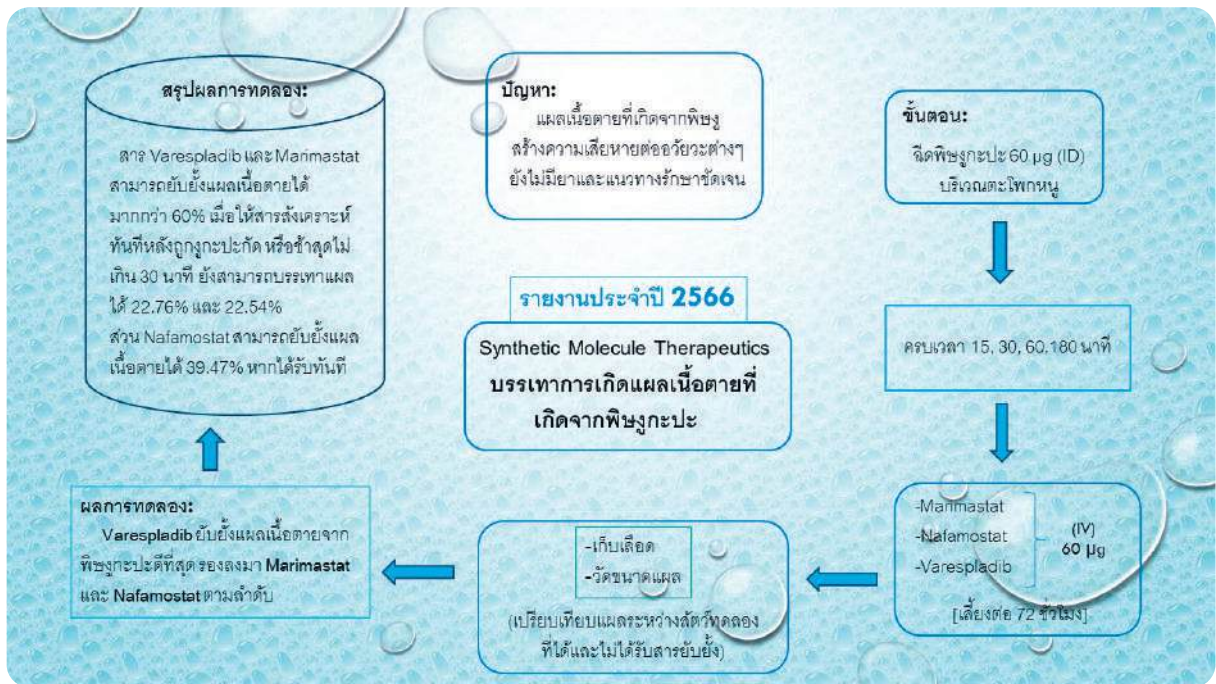 รายงานประจำปี 2566
Synthetic Molecule Therapeutics
บรรเทาการเกิดแผลเนื้อตายที่
เกิดจากพิษงูกะปะ
ปัญหา:
แผลเนื้อตายที่เกิดจากพิษงู
สร้างความเสียหายต่ออวัยวะต่างๆ
ยังไม่มียาและแนวทางรักษาชัดเจน
ขั้นตอน:
ฉีดพิษงูกะปะ 60 µg (ID)
บริเวณตะโพกหนู
ครบเวลา 15, 30, 60,180 นาที
-Marimastat
-Nafamostat
-Varespladib
(IV)
60 µg
[เลี้ยงต่อ 72 ชั่วโมง]
-เก็บเลือด
-วัดขนาดแผล
(เปรียบเทียบแผลระหว่างสัตว์ทดลอง
ที่ได้และไม่ได้รับสารยับยั้ง)
ผลการทดลอง:
Varespladib ยับยั้งแผลเนื้อตายจาก
พิษงูกะปะดีที่สุด รองลงมา Marimastat
และ Nafamostat ตามลำดับ
สรุปผลการทดลอง:
สาร Varespladib และ Marimastat
สามารถยับยั้งแผลเนื้อตายได้
มากกว่า 60% เมื่อให้สารสังเคราะห์
ทันทีหลังถูกงูกะปะกัด หรือช้าสุดไม่
เกิน 30 นาที ยังสามารถบรรเทาแผล
ได้ 22.76% และ 22.54%
ส่วน Nafamostat สามารถยับยั้งแผล
เนื้อตายได้ 39.47% หากได้รับทันที